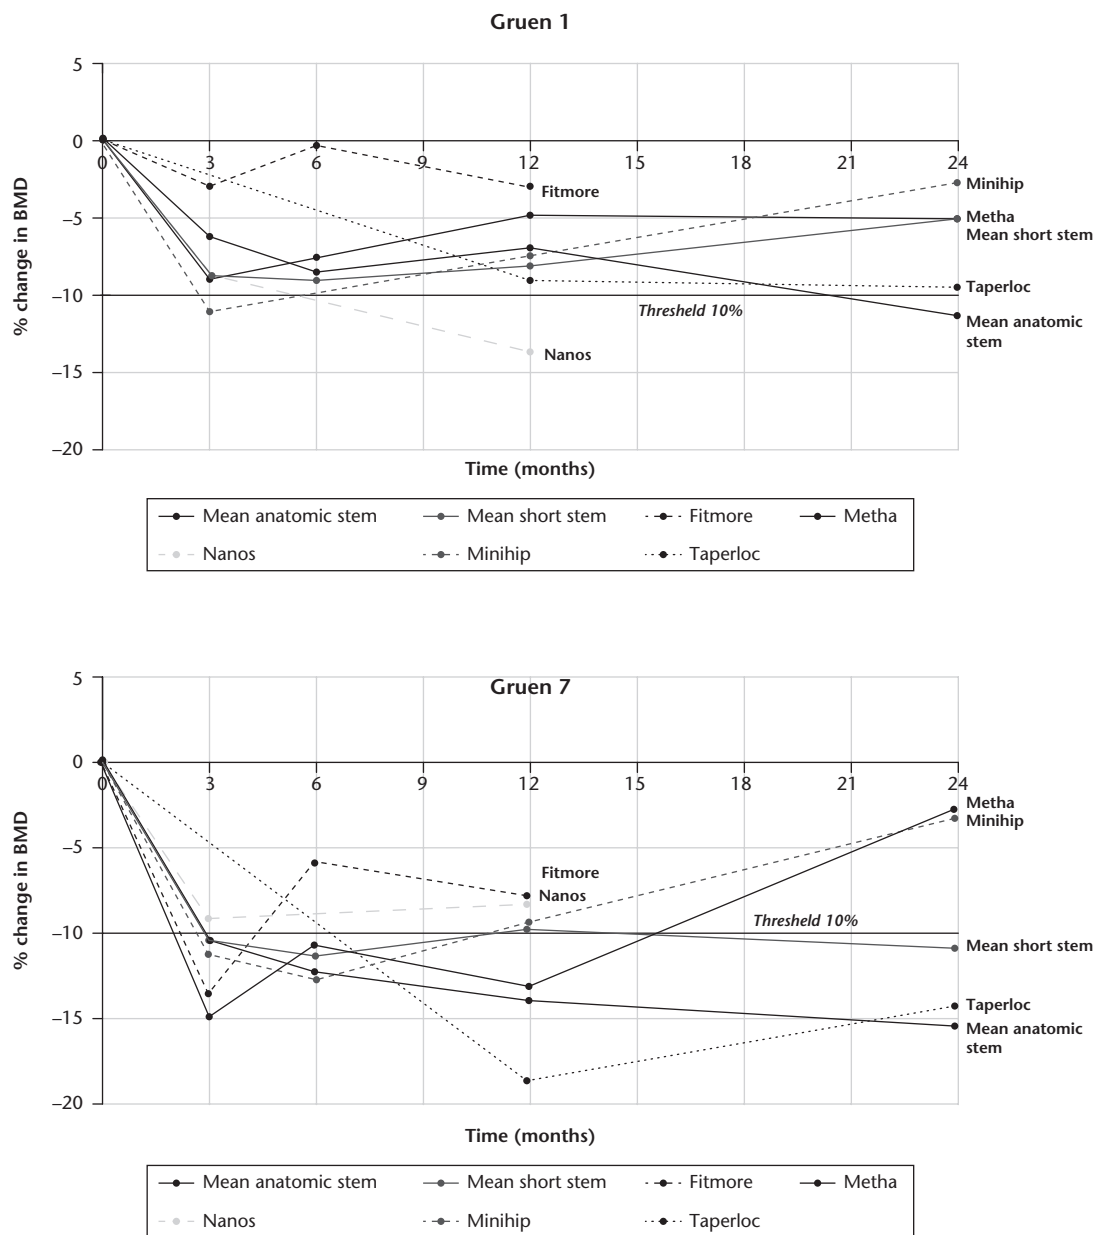 Gruen 1
5
0
–5
–10
–15
–20
% change in BMD
0 3 6 9 12 15 18 21 24
Fitmore
Minihip
Metha
Mean short stem
Taperloc
Thresheld 10%
Mean anatomic
stem
Nanos
Time (months)
Mean anatomic stem Mean short stem Fitmore Metha
Nanos Minihip Taperloc
Gruen 7
5
0
–5
–10
–15
–20
% change in BMD
0 3 6 9 12 15 18 21 24
Metha
Minihip
Fitmore
Nanos
Thresheld 10%
Mean short stem
Taperloc
Mean anatomic
stem
Time (months)
Mean anatomic stem Mean short stem Fitmore Metha
Nanos Minihip Taperloc